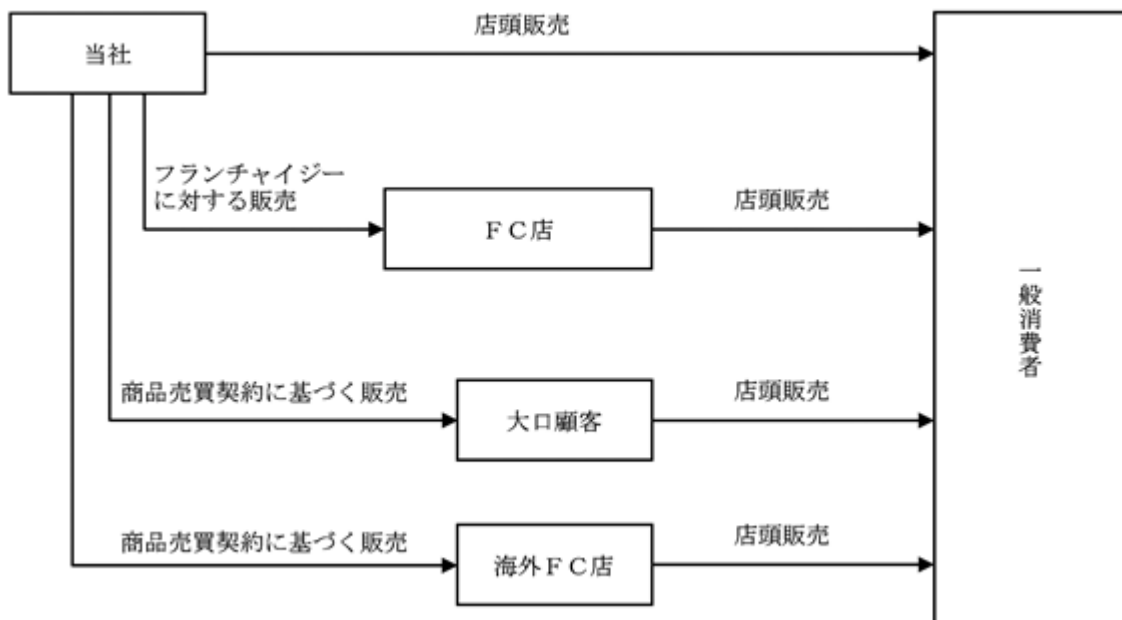 当社
店頭販売
フランチャイジー
に対する販売
ＦＣ店
店頭販売
一般消費者
商品売買契約に基づく販売
大口顧客
店頭販売
商品売買契約に基づく販売
海外ＦＣ店
店頭販売